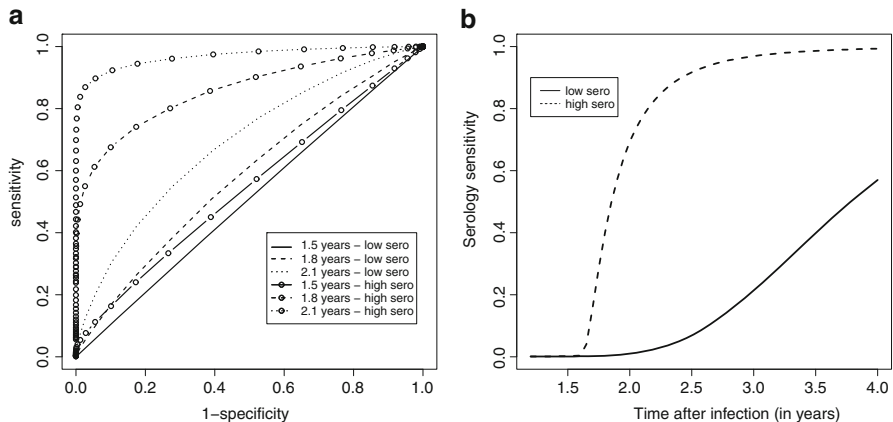 a
1.0
0.8
0.6
0.4
0.2
0.0
sensitivity
1.5 years – low sero
1.8 years – low sero
2.1 years – low sero
1.5 years – high sero
1.8 years – high sero
2.1 years – high sero
0.0 0.2 0.4 0.6 0.8 1.0
1–specificity
b
1.0
0.8
0.6
0.4
0.2
0.0
Serology sensitivity
low sero
high sero
1.5 2.0 2.5 3.0 3.5 4.0
Time after infection (in years)